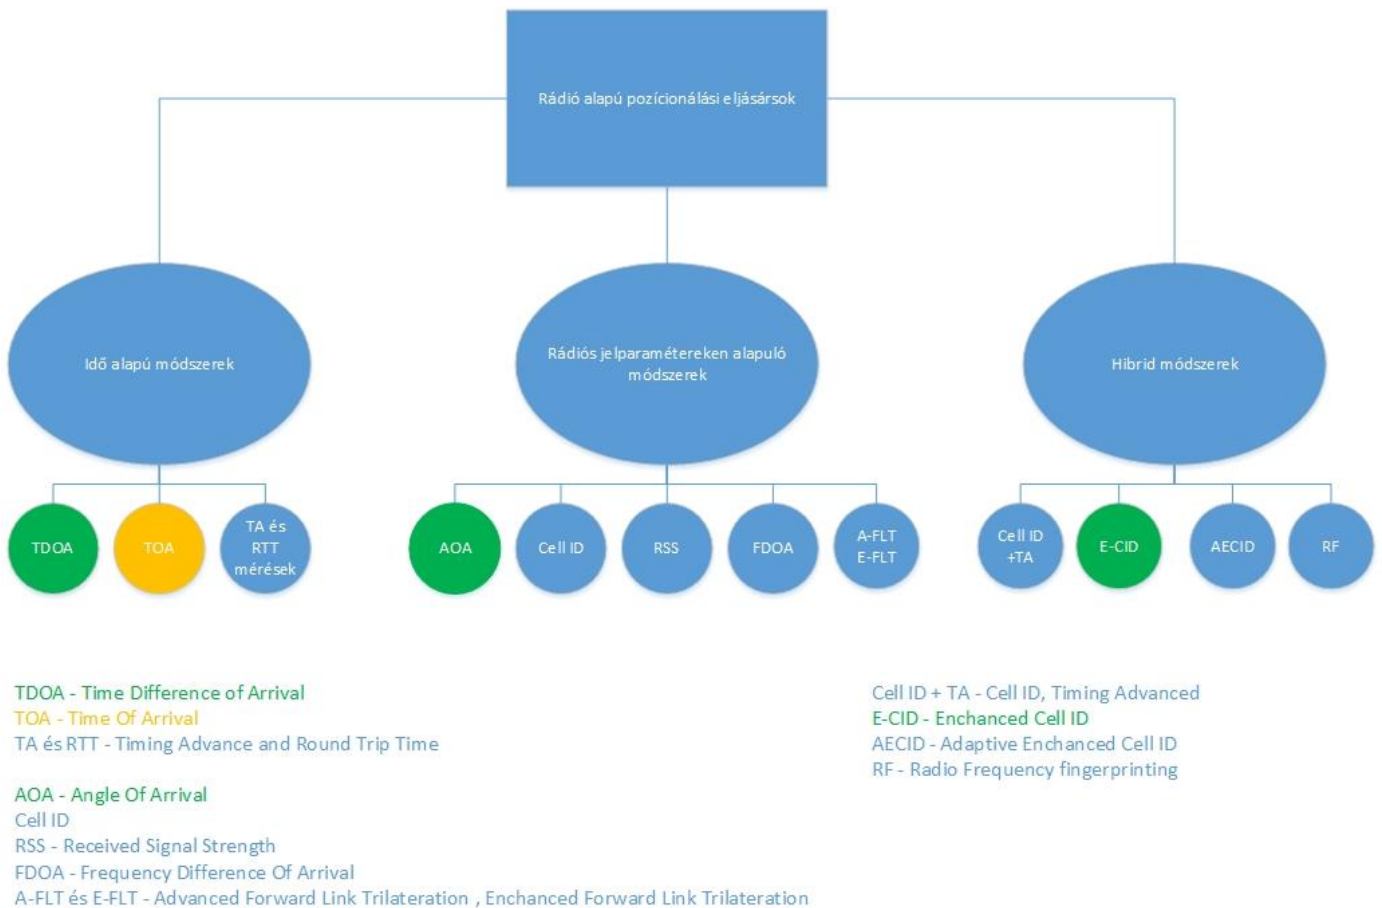 Rádió alapú pozícionálási eljásársok
Idő alapú módszerek
Rádiós jelparamétereken alapuló
módszerek
Hibrid módszerek
TDOA
TOA
TA és
RTT
mérések
AOA
Cell ID
RSS
FDOA
A-FLT
E-FLT
Cell ID
+TA
E-CID
AECID
RF
TDOA - Time Difference of Arrival
TOA - Time Of Arrival
TA és RTT - Timing Advance and Round Trip Time
AOA - Angle Of Arrival
Cell ID
RSS - Received Signal Strength
FDOA - Frequency Difference Of Arrival
A-FLT és E-FLT - Advanced Forward Link Trilateration , Enchanced Forward Link Trilateration
Cell ID + TA - Cell ID, Timing Advanced
E-CID - Enchanced Cell ID
AECID - Adaptive Enchanced Cell ID
RF - Radio Frequency fingerprinting